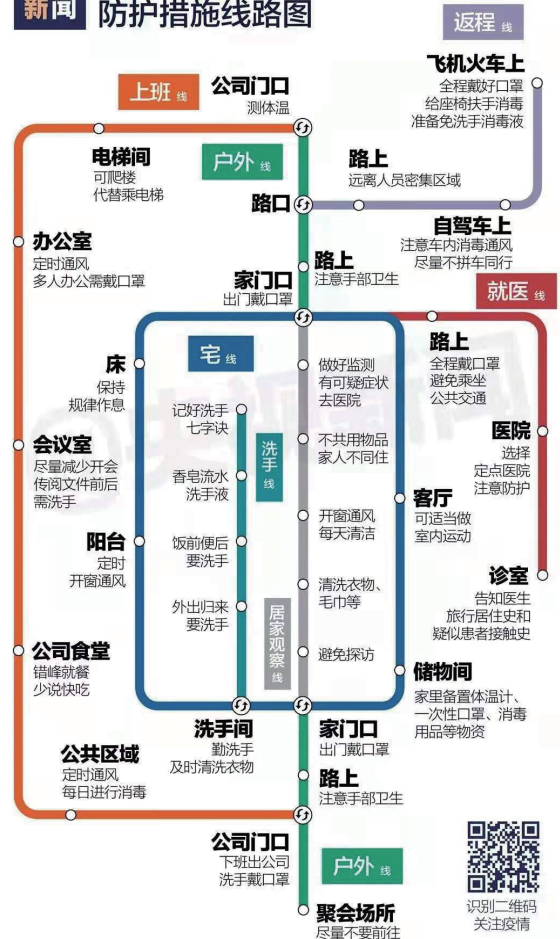 新闻 防护措施线路图
返程 线
飞机火车上
全程戴好口罩
给座椅扶手消毒
准备免洗手消毒液
上班 线
公司门口
测体温
电梯间
可爬楼
代替乘电梯
户外 线
路上
远离人员密集区域
路口
自驾车上
注意车内消毒通风
尽量不拼车同行
办公室
定时通风
多人办公需戴口罩
路上
注意手部卫生
家门口
出门戴口罩
就医 线
宅 线
路上
全程戴口罩
避免乘坐
公共交通
床
保持
规律作息
做好监测
有可疑症状
去医院
记好洗手
七字诀
洗手 线
不共用物品
家人不同住
医院
选择
定点医院
注意防护
会议室
尽量减少开会
传阅文件前后
需洗手
香皂流水
洗手液
客厅
可适当做
室内运动
阳台
定时
开窗通风
饭前便后
要洗手
开窗通风
每天清洁
诊室
告知医生
旅行居住史和
疑似患者接触史
外出归来
要洗手
居家观察 线
清洗衣物、
毛巾等
公司食堂
错峰就餐
少说快吃
避免探访
储物间
家里备置体温计、
一次性口罩、消毒
用品等物资
洗手间
勤洗手
及时清洗衣物
家门口
出门戴口罩
公共区域
定时通风
每日进行消毒
路上
注意手部卫生
公司门口
下班出公司
洗手戴口罩
户外 线
聚会场所
尽量不要前往
识别二维码
关注疫情
@央视新闻